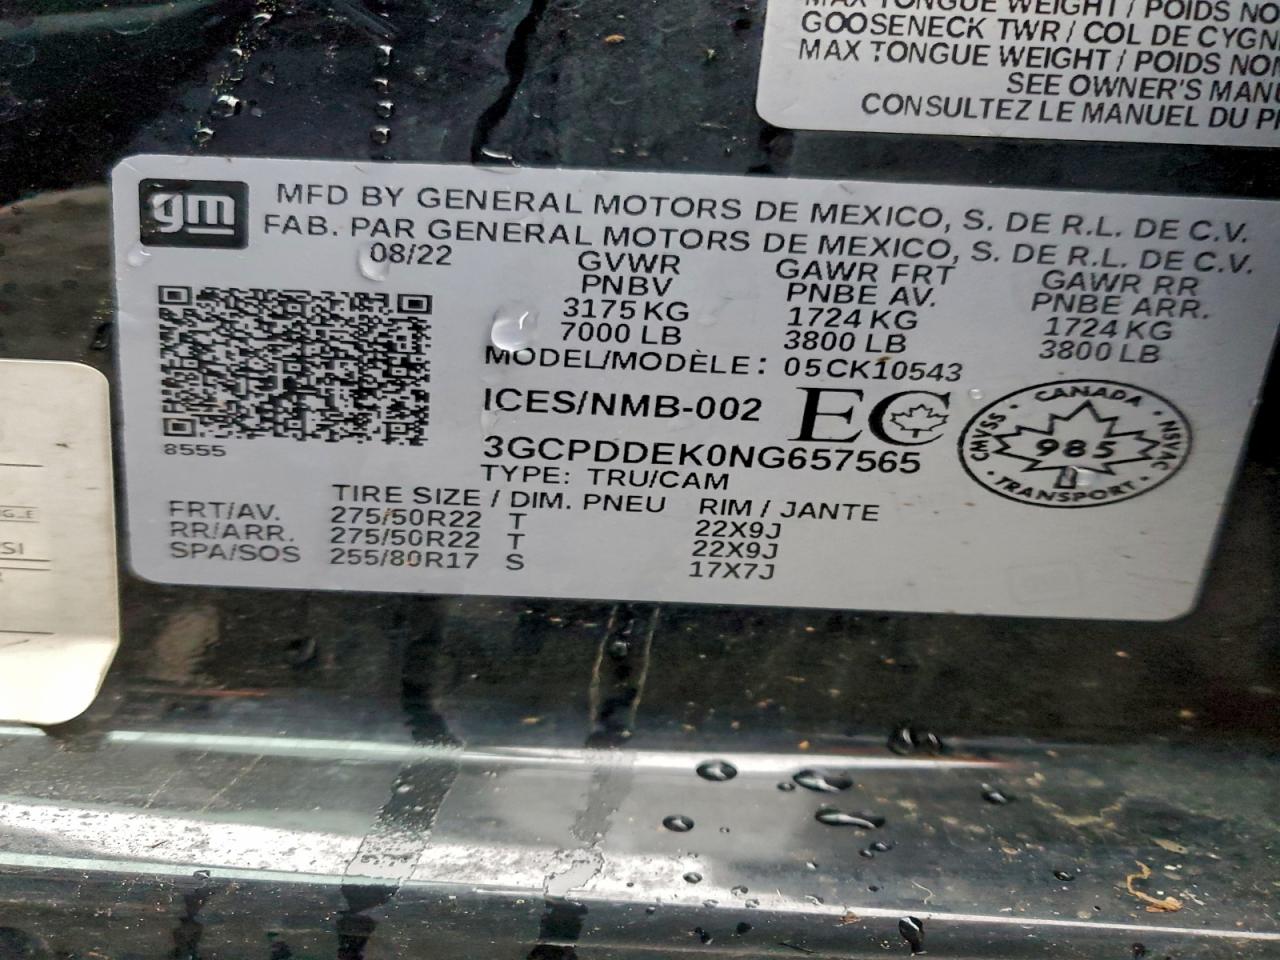 MAX TONGUE WEIGHT / POIDS NO
GOOSENECK TWR / COL DE CYGN
MAX TONGUE WEIGHT / POIDS NO
SEE OWNER'S MANU
CONSULTEZ LE MANUEL DU P
gm
MFD BY GENERAL MOTORS DE MEXICO, S. DE R.L. DE C.V.
FAB. PAR GENERAL MOTORS DE MEXICO, S. DE R.L. DE C.V.
08/22 GVWR GAWR FRT GAWR RR
PNBV PNBE AV. PNBE ARR.
3175 KG 1724 KG 1724 KG
7000 LB 3800 LB 3800 LB
MODEL/MODÈLE: 05CK10543
ICES/NMB-002 EC
3GCPDDEK0NG657565
CANADA
CMVSS 985 NSVAC
TRANSPORT
8555
TYPE: TRU/CAM
TIRE SIZE / DIM. PNEU RIM / JANTE
FRT/AV. 275/50R22 T 22X9J
RR/ARR. 275/50R22 T 22X9J
SPA/SOS 255/80R17 S 17X7J